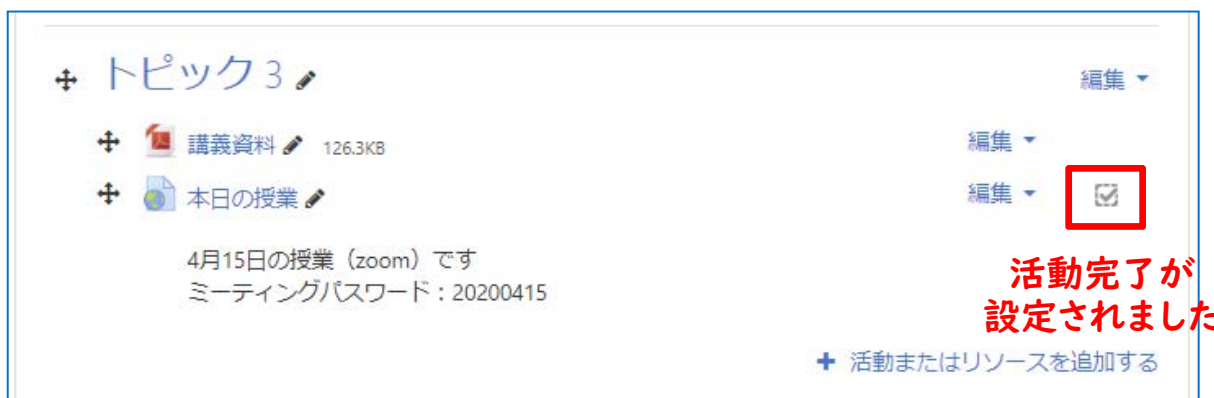 トピック 3 編集
講義資料 126.3KB 編集
本日の授業 編集
4月15日の授業（zoom）です
ミーティングパスワード：20200415
活動完了が
設定されました
活動またはリソースを追加する